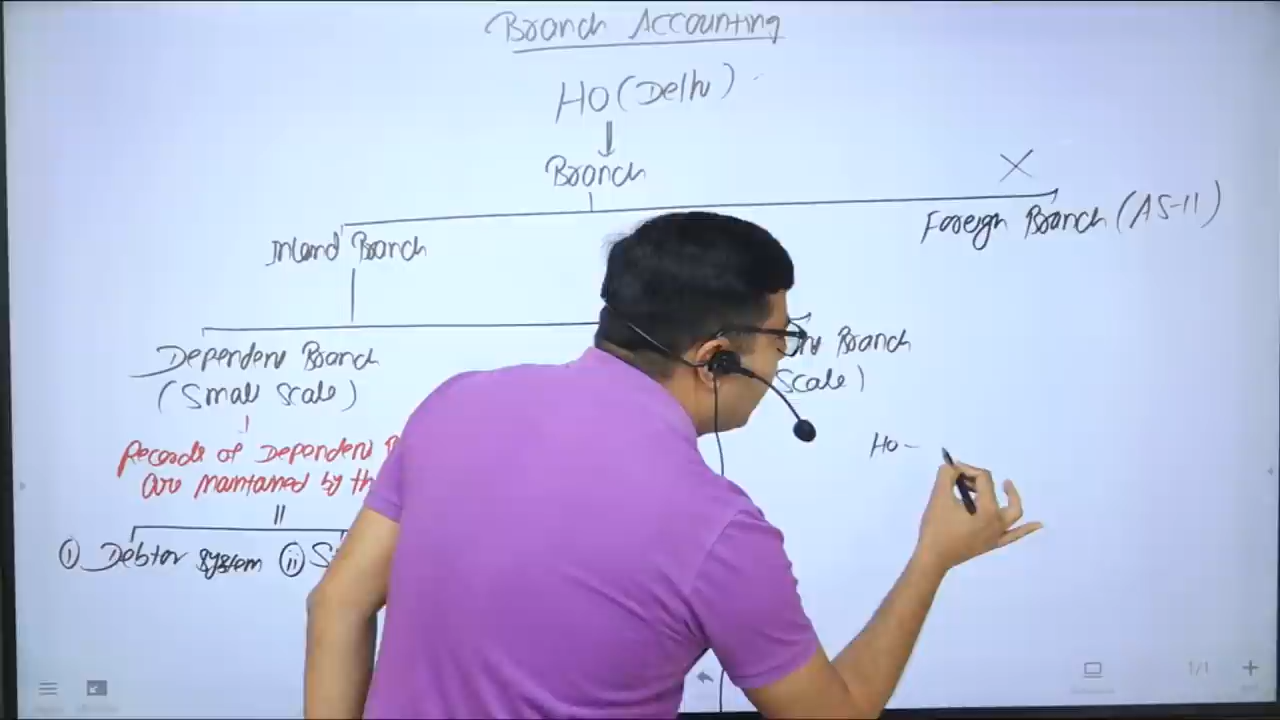 Branch Accounting
HO (Delhi)
Branch
Inland Branch
Foreign Branch (AS-11)
Dependent Branch
Branch
(Small Scale)
Scale)
Records of Dependent
are maintained by th
HO -
(i) Debtor system (ii) S
1/1